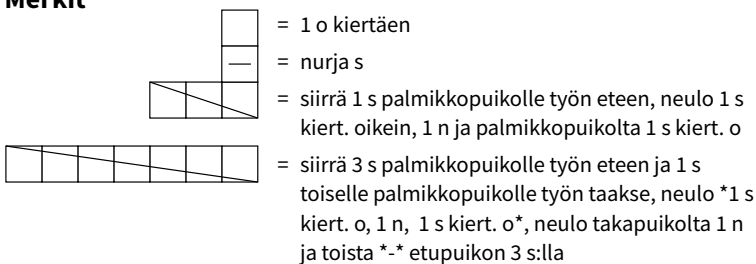 Merkit
= 1 o kiertäen
= nurja s
= siirrä 1 s palmikkopuikolle työn eteen, neulo 1 s
kiert. oikein, 1 n ja palmikkopuikolta 1 s kiert. o
= siirrä 3 s palmikkopuikolle työn eteen ja 1 s
toiselle palmikkopuikolle työn taakse, neulo *1 s
kiert. o, 1 n, 1 s kiert. o*, neulo takapuikolta 1 n
ja toista *-* etupuikon 3 s:lla